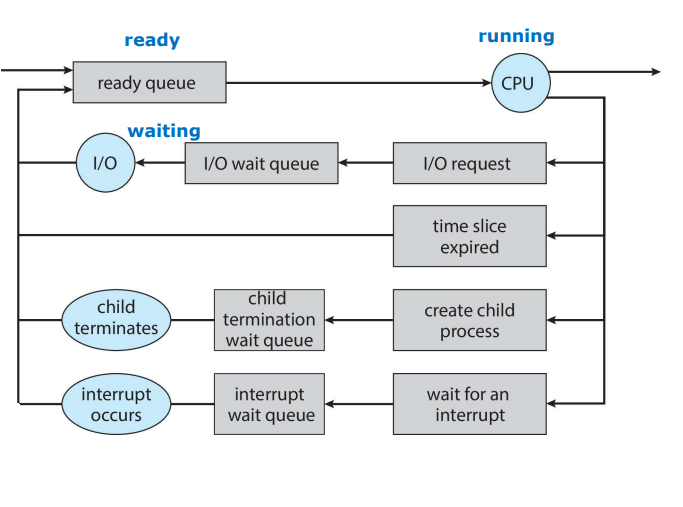 ready
running
ready queue
CPU
waiting
I/O
I/O wait queue
I/O request
time slice
expired
child
terminates
child
termination
wait queue
create child
process
interrupt
occurs
interrupt
wait queue
wait for an
interrupt